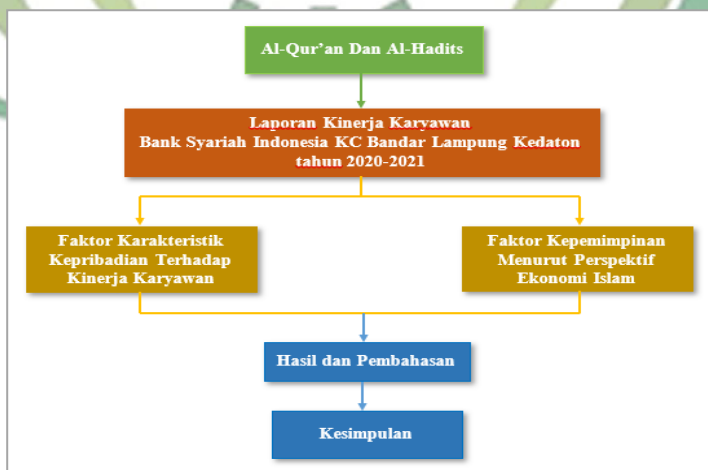 Al-Qur'an Dan Al-Hadits
Laporan Kinerja Karyawan
Bank Syariah Indonesia KC Bandar Lampung Kedaton
tahun 2020-2021
Faktor Karakteristik
Kepribadian Terhadap
Kinerja Karyawan
Faktor Kepemimpinan
Menurut Perspektif
Ekonomi Islam
Hasil dan Pembahasan
Kesimpulan